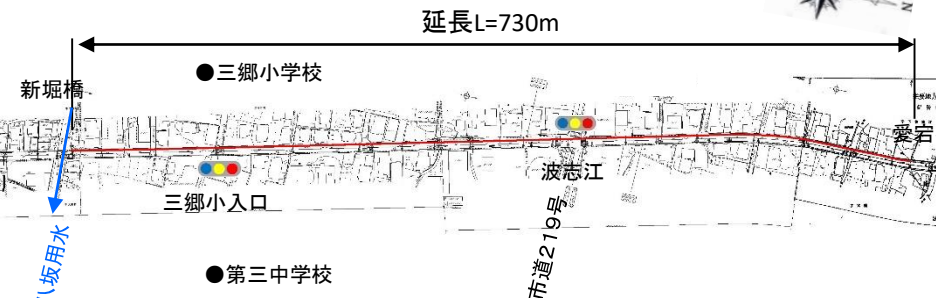 延長L=730m
●三郷小学校
新堀橋
愛宕
波志江
三郷小入口
市道219号
八坂用水
●第三中学校